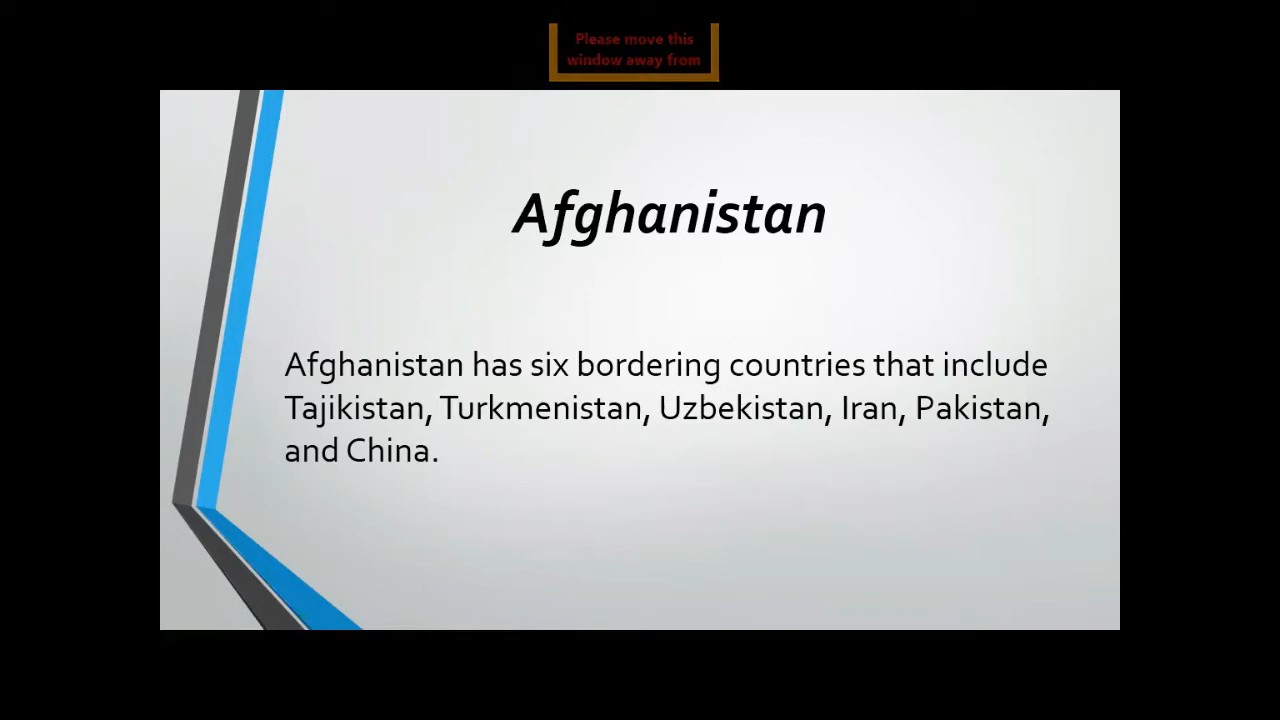 Please move this
window away from
Afghanistan
Afghanistan has six bordering countries that include
Tajikistan, Turkmenistan, Uzbekistan, Iran, Pakistan,
and China.